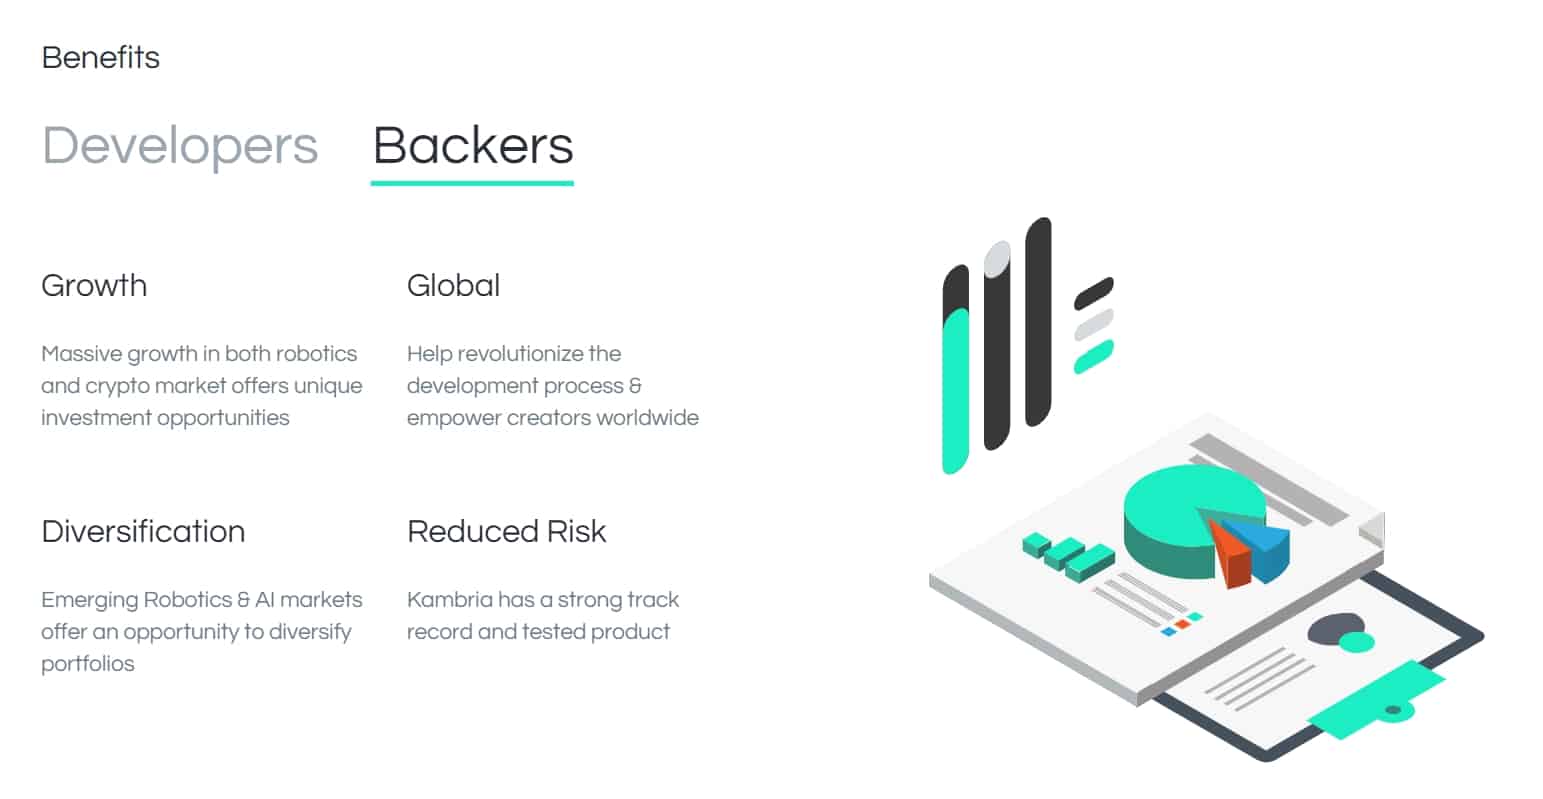 Benefits
Developers
Backers
Growth
Massive growth in both robotics
and crypto market offers unique
investment opportunities
Global
Help revolutionize the
development process &
empower creators worldwide
Diversification
Emerging Robotics & AI markets
offer an opportunity to diversify
portfolios
Reduced Risk
Kambria has a strong track
record and tested product